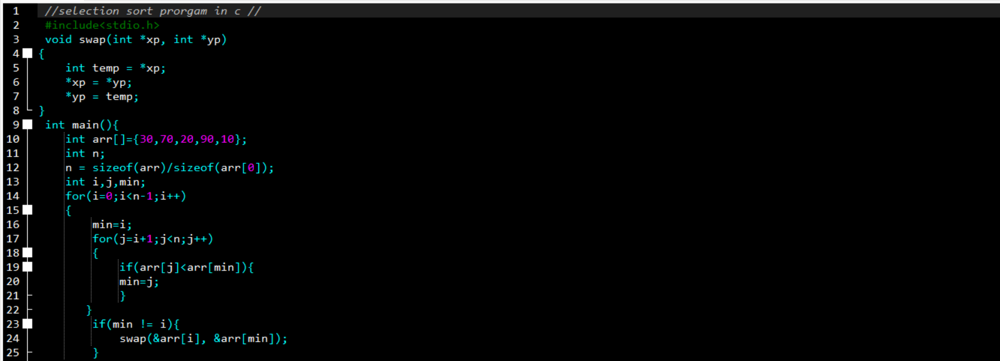 1 //selection sort prorgam in c //
2 #include<stdio.h>
3 void swap(int *xp, int *yp)
4 {
5 int temp = *xp;
6 *xp = *yp;
7 *yp = temp;
8 }
9 int main(){
10 int arr[]={30,70,20,90,10};
11 int n;
12 n = sizeof(arr)/sizeof(arr[0]);
13 int i,j,min;
14 for(i=0;i<n-1;i++)
15 {
16 min=i;
17 for(j=i+1;j<n;j++)
18 {
19 if(arr[j]<arr[min]){
20 min=j;
21 }
22 }
23 if(min != i){
24 swap(&arr[i], &arr[min]);
25 }